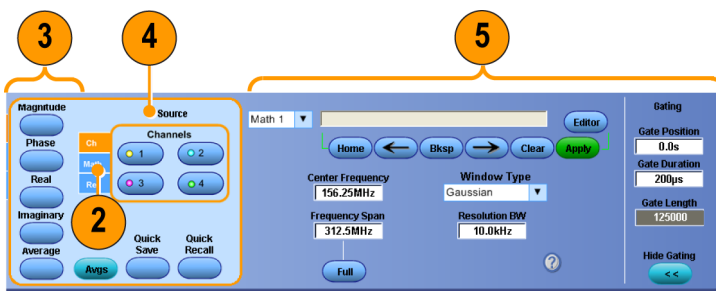 3
4
5
Magnitude
Phase
Real
Imaginary
Average
Source
Ch
Math
Channels
1
2
3
4
2
Avgs
Quick Save
Quick Recall
Math 1
Editor
Home
Bksp
Clear
Apply
Center Frequency
156.25MHz
Frequency Span
312.5MHz
Full
Window Type
Gaussian
Resolution BW
10.0kHz
?
Gating
Gate Position
0.0s
Gate Duration
200µs
Gate Length
125000
Hide Gating
<<